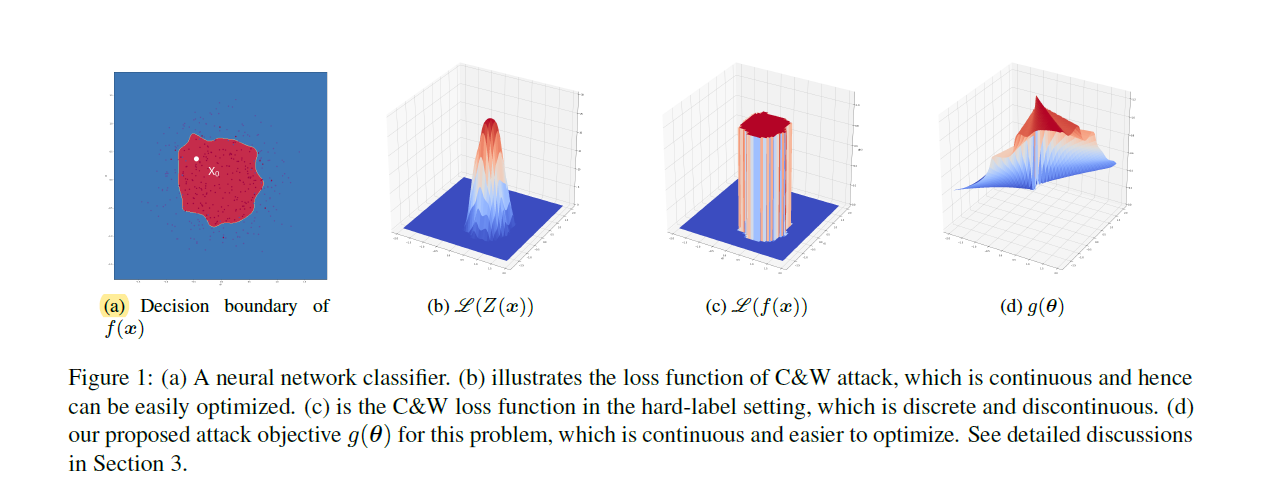 X₀
(a) Decision boundary of
f(x)
(b) ℒ(Z(x))
(c) ℒ(f(x))
(d) g(θ)
Figure 1: (a) A neural network classifier. (b) illustrates the loss function of C&W attack, which is continuous and hence
can be easily optimized. (c) is the C&W loss function in the hard-label setting, which is discrete and discontinuous. (d)
our proposed attack objective g(θ) for this problem, which is continuous and easier to optimize. See detailed discussions
in Section 3.